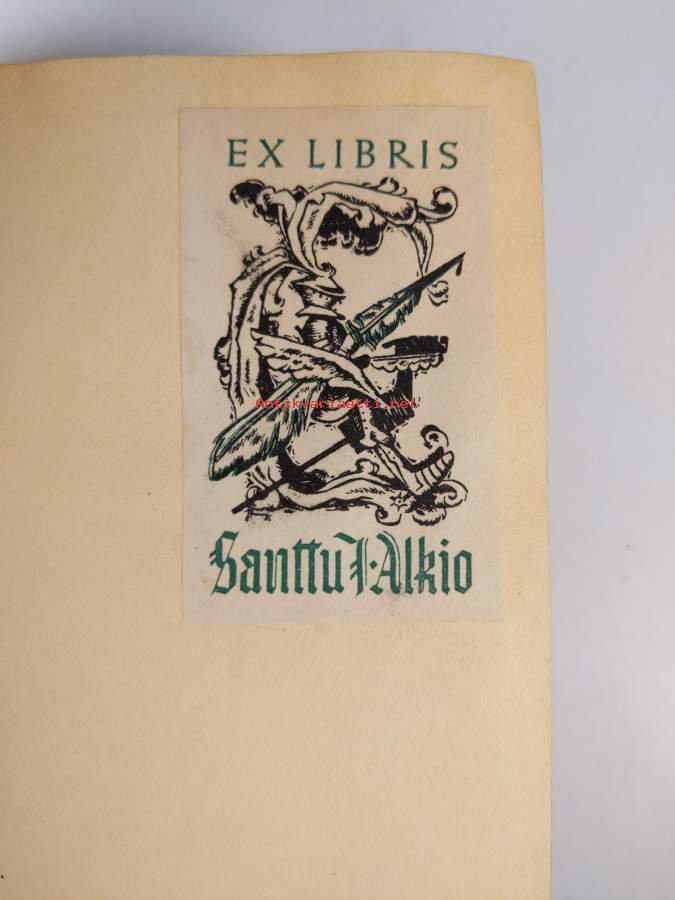 EX LIBRIS
Antikvariaatti.net
Santtu I. Alkio